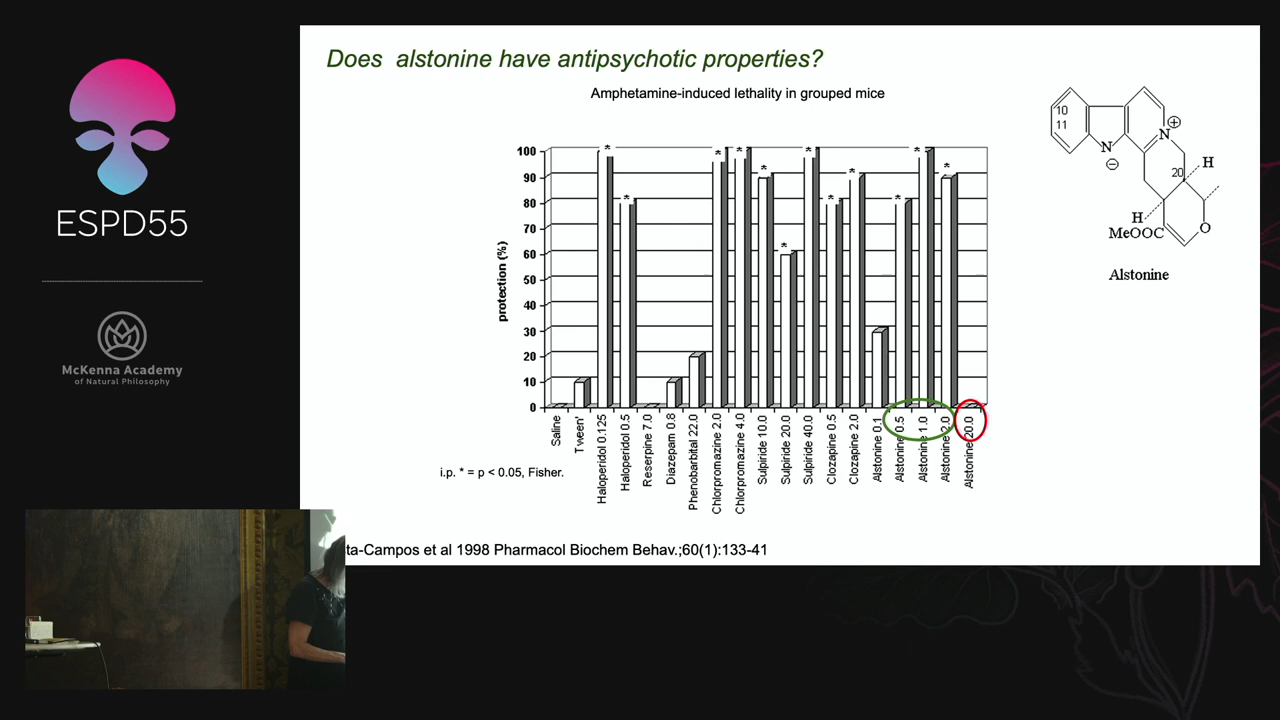 ESPD55
McKenna Academy
of Natural Philosophy
Does alstonine have antipsychotic properties?
Amphetamine-induced lethality in grouped mice
protection (%)
100
90
80
70
60
50
40
30
20
10
0
* * * * * * * * * * * *
Saline
Tween'
Haloperidol 0.125
Haloperidol 0.5
Reserpine 7.0
Diazepam 0.8
Phenobarbital 22.0
Chlorpromazine 2.0
Chlorpromazine 4.0
Sulpiride 10.0
Sulpiride 20.0
Sulpiride 40.0
Clozapine 0.5
Clozapine 2.0
Alstonine 0.1
Alstonine 0.5
Alstonine 1.0
Alstonine 2.0
Alstonine 20.0
i.p. * = p < 0.05, Fisher.
10
11
N
⊖
N
⊕
20
H
H
MeOOC
O
Alstonine
ta-Campos et al 1998 Pharmacol Biochem Behav.;60(1):133-41